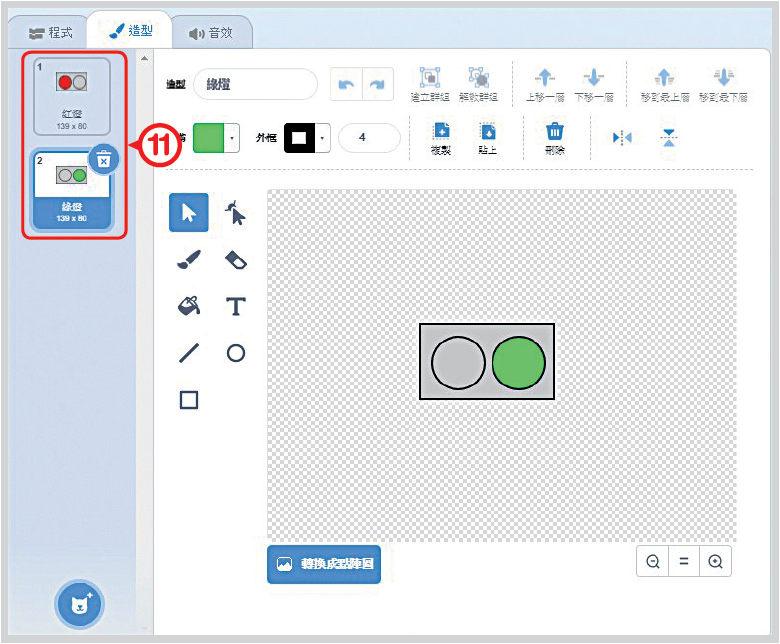 程式 造型 音效
1
紅燈
139 x 80
2
綠燈
139 x 80
11
造型 綠燈
建立群組 解散群組 上移一層 下移一層 移到最上層 移到最下層
外框 4
複製 貼上 刪除
T
轉換成點陣圖